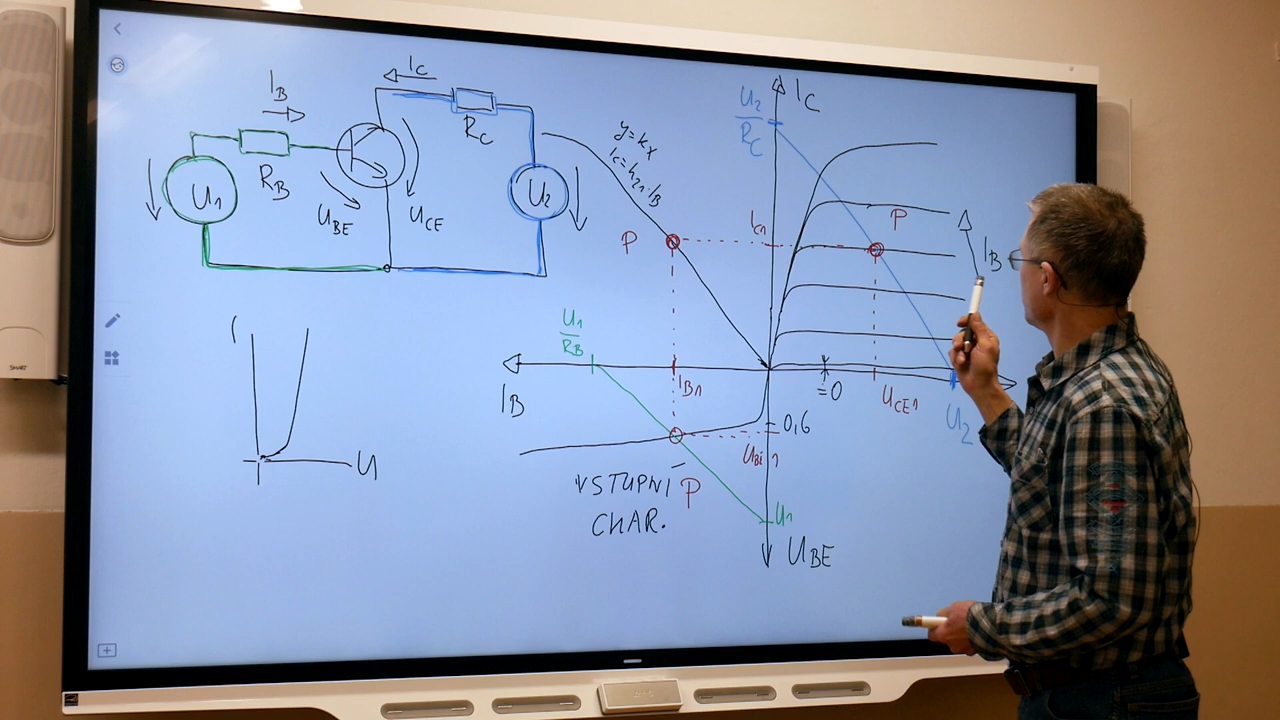 I_B
I_C
R_B
R_C
U_1
U_BE
U_CE
U_2
y=kx
I_C=h_21·I_B
U_2
R_C
I_C
I_C1
P
P
I_B
U_1
R_B
I_B
I_B1
=0
U_CE1
U_2
0,6
U_BE1
VSTUPNÍ
P
CHAR.
U_1
U_BE
U
SMART